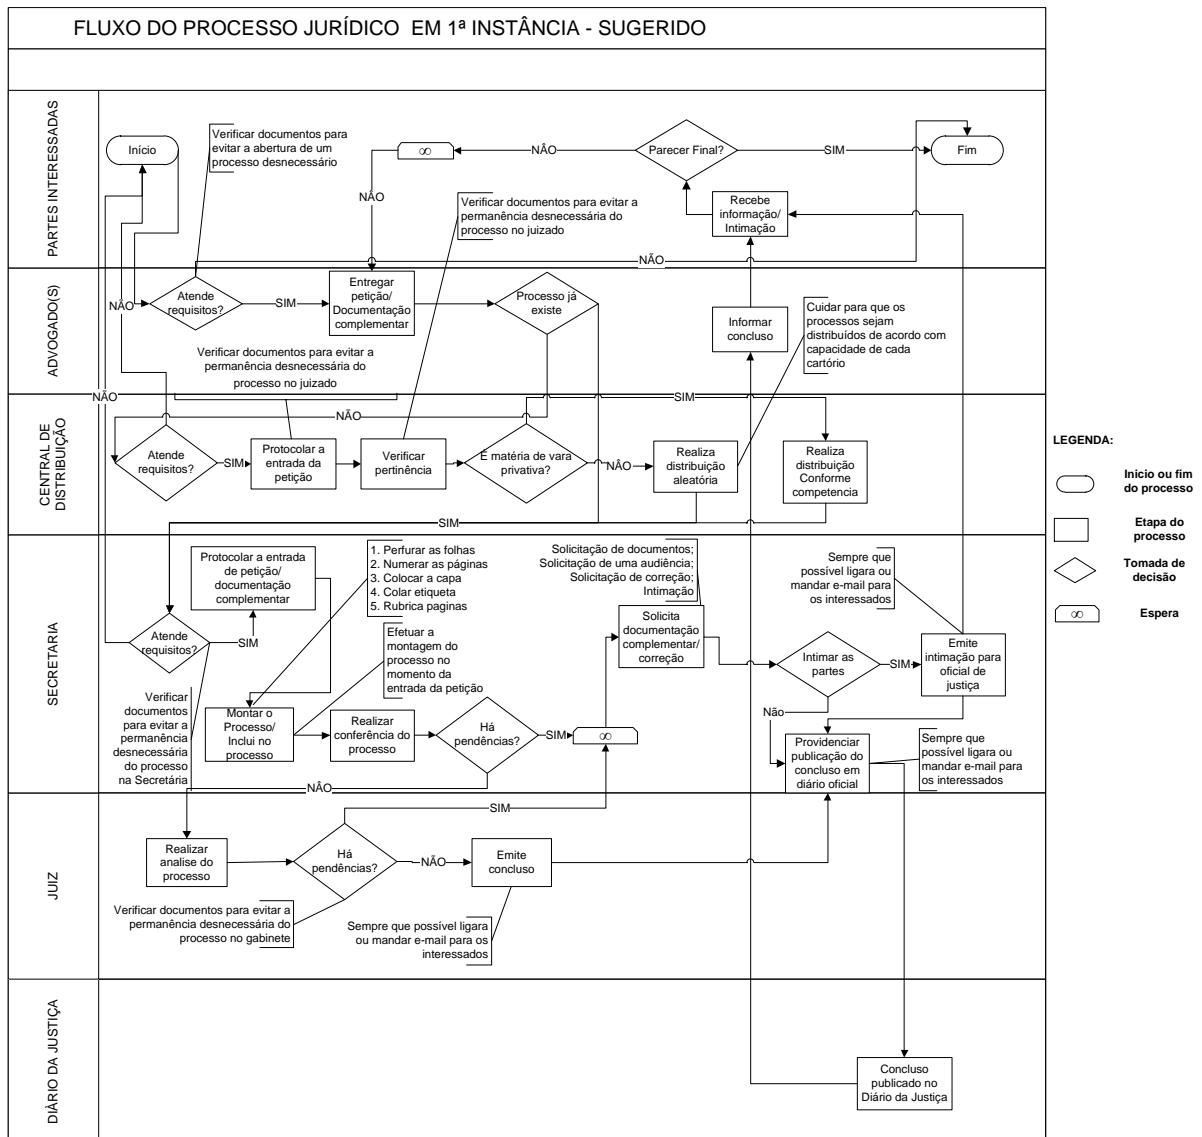 FLUXO DO PROCESSO JURÍDICO  EM 1ª INSTÂNCIA - SUGERIDO
PARTES INTERESSADAS
Início
Verificar documentos para
evitar a abertura de um
processo desnecessário
∞
NÂO
Parecer Final?
SIM
Fim
NÃO
Verificar documentos para evitar a
permanência desnecessária do
processo no juizado
Recebe
informação/
Intimação
NÃO
ADVOGADO(S)
NÃO
Atende
requisitos?
SIM
Entregar
petição/
Documentação
complementar
Processo já
existe
Informar
concluso
Cuidar para que os
processos sejam
distribuídos de acordo com
capacidade de cada
cartório
Verificar documentos para evitar a
permanência desnecessária do
processo no juizado
NÃO
SIM
CENTRAL DE
DISTRIBUIÇÃO
NÃO
Atende
requisitos?
SIM
Protocolar a
entrada da
petição
Verificar
pertinência
É matéria de vara
privativa?
NÂO
Realiza
distribuição
aleatória
Realiza
distribuição
Conforme
competencia
SIM
SECRETARIA
Protocolar a entrada
de petição/
documentação
complementar
1. Perfurar as folhas
2. Numerar as páginas
3. Colocar a capa
4. Colar etiqueta
5. Rubrica paginas
Solicitação de documentos;
Solicitação de uma audiência;
Solicitação de correção;
Intimação
Sempre que
possível ligara ou
mandar e-mail para
os interessados
Atende
requisitos?
SIM
Efetuar a
montagem do
processo no
momento da
entrada da petição
Solicita
documentação
complementar/
correção
Intimar as
partes
SIM
Emite
intimação para
oficial de
justiça
Verificar
documentos
para evitar a
permanência
desnecessária
do processo
na Secretária
Montar o
Processo/
Inclui no
processo
Realizar
conferência do
processo
Há
pendências?
SIM
∞
Não
Providenciar
publicação do
concluso em
diário oficial
Sempre que
possível ligara ou
mandar e-mail para
os interessados
NÃO
JUIZ
SIM
Realizar
analise do
processo
Há
pendências?
NÃO
Emite
concluso
Verificar documentos para evitar a
permanência desnecessária do
processo no gabinete
Sempre que possível ligara
ou mandar e-mail para os
interessados
DIÀRIO DA JUSTIÇA
Concluso
publicado no
Diário da Justiça
LEGENDA:
Início ou fim
do processo
Etapa do
processo
Tomada de
decisão
∞
Espera